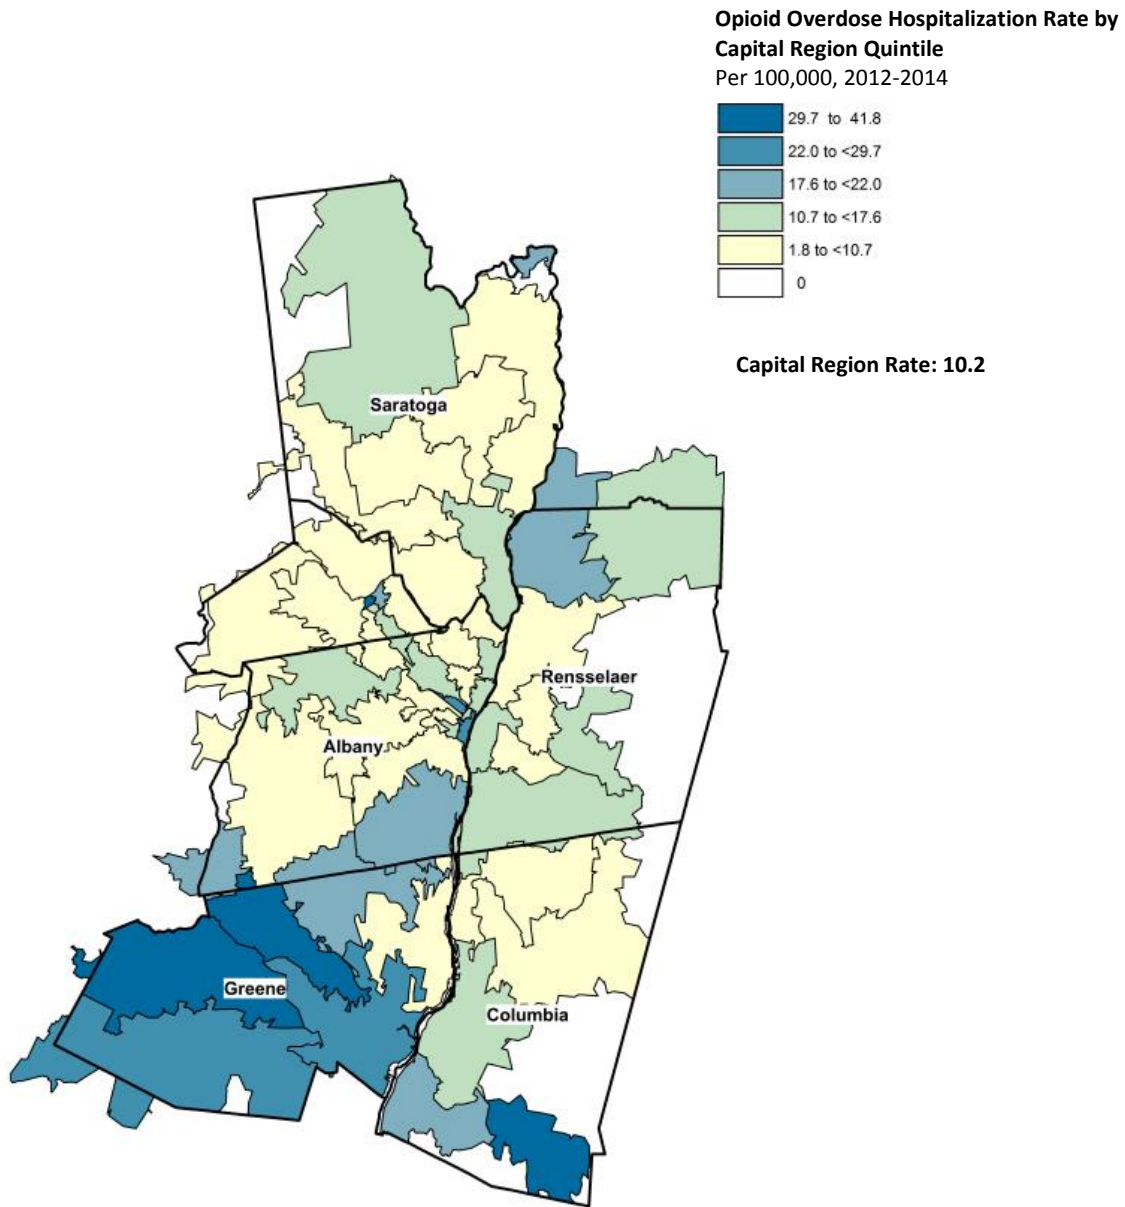 Opioid Overdose Hospitalization Rate by
Capital Region Quintile
Per 100,000, 2012-2014
29.7 to 41.8
22.0 to <29.7
17.6 to <22.0
10.7 to <17.6
1.8 to <10.7
0
Capital Region Rate: 10.2
Saratoga
Rensselaer
Albany
Greene
Columbia